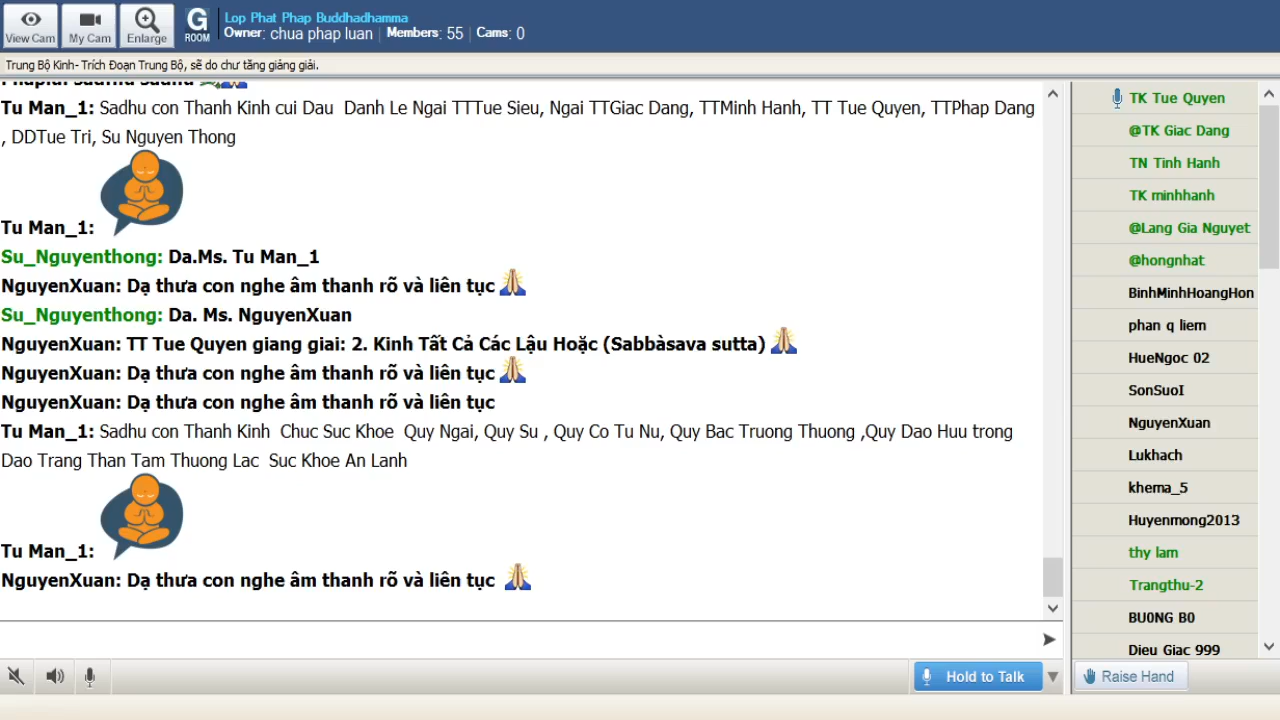 View Cam
My Cam
Enlarge
G
ROOM
Lop Phat Phap Buddhadhamma
Owner: chua phap luan | Members: 55 | Cams: 0
Trung Bộ Kinh- Trích Đoạn Trung Bộ, sẽ do chư tăng giảng giải.
Tu Man_1: Sadhu con Thanh Kinh cui Dau Danh Le Ngai TTTue Sieu, Ngai TTGiac Dang, TTMinh Hanh, TT Tue Quyen, TTPhap Dang
, DDTue Tri, Su Nguyen Thong
Tu Man_1:
Su_Nguyenthong: Da.Ms. Tu Man_1
NguyenXuan: Dạ thưa con nghe âm thanh rõ và liên tục
Su_Nguyenthong: Da. Ms. NguyenXuan
NguyenXuan: TT Tue Quyen giang giai: 2. Kinh Tất Cả Các Lậu Hoặc (Sabbàsava sutta)
NguyenXuan: Dạ thưa con nghe âm thanh rõ và liên tục
NguyenXuan: Dạ thưa con nghe âm thanh rõ và liên tục
Tu Man_1: Sadhu con Thanh Kinh Chuc Suc Khoe Quy Ngai, Quy Su , Quy Co Tu Nu, Quy Bac Truong Thuong ,Quy Dao Huu trong
Dao Trang Than Tam Thuong Lac Suc Khoe An Lanh
Tu Man_1:
NguyenXuan: Dạ thưa con nghe âm thanh rõ và liên tục
TK Tue Quyen
@TK Giac Dang
TN Tinh Hanh
TK minhhanh
@Lang Gia Nguyet
@hongnhat
BinhMinhHoangHon
phan q liem
HueNgoc 02
SonSuoI
NguyenXuan
Lukhach
khema_5
Huyenmong2013
thy lam
Trangthu-2
BU0NG B0
Dieu Giac 999
Hold to Talk
Raise Hand